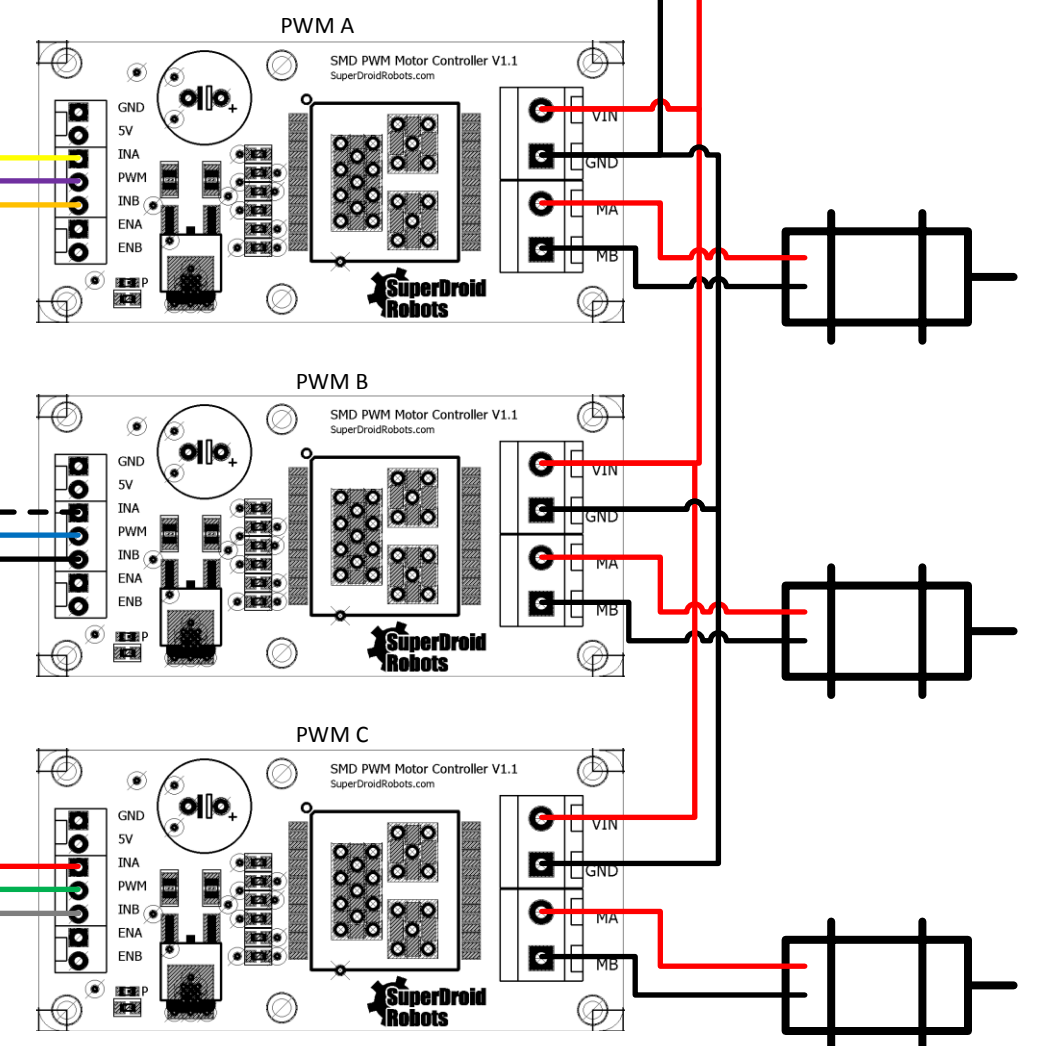 PWM A
SMD PWM Motor Controller V1.1
SuperDroidRobots.com
GND
5V
INA
PWM
INB
ENA
ENB
P
+
VIN
GND
MA
MB
SuperDroid
Robots
PWM B
SMD PWM Motor Controller V1.1
SuperDroidRobots.com
GND
5V
INA
PWM
INB
ENA
ENB
P
+
VIN
GND
MA
MB
SuperDroid
Robots
PWM C
SMD PWM Motor Controller V1.1
SuperDroidRobots.com
GND
5V
INA
PWM
INB
ENA
ENB
P
+
VIN
GND
MA
MB
SuperDroid
Robots